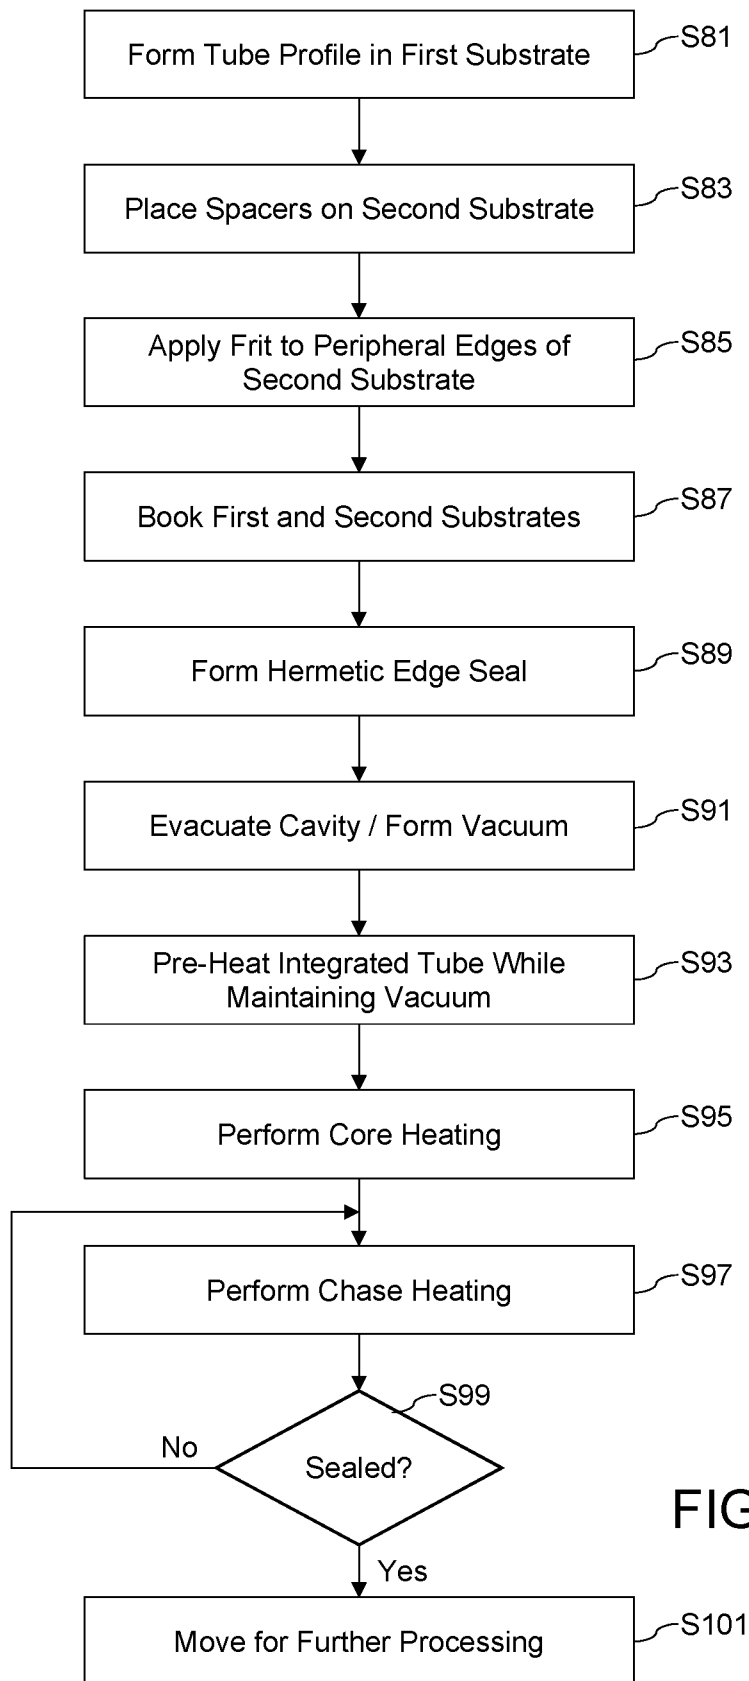 Form Tube Profile in First Substrate
S81
Place Spacers on Second Substrate
S83
Apply Frit to Peripheral Edges of
Second Substrate
S85
Book First and Second Substrates
S87
Form Hermetic Edge Seal
S89
Evacuate Cavity / Form Vacuum
S91
Pre-Heat Integrated Tube While
Maintaining Vacuum
S93
Perform Core Heating
S95
Perform Chase Heating
S97
S99
No
Sealed?
FIG
Yes
Move for Further Processing
S101